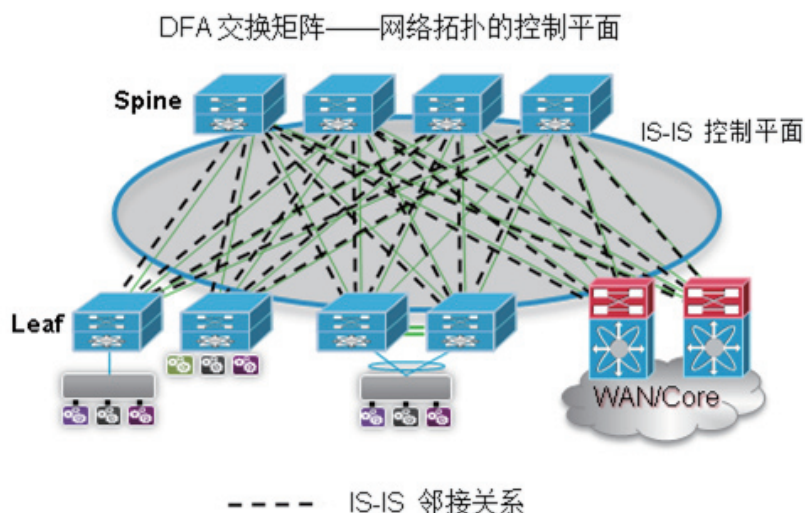 DFA 交换矩阵——网络拓扑的控制平面
Spine
IS-IS 控制平面
Leaf
WAN/Core
IS-IS 邻接关系